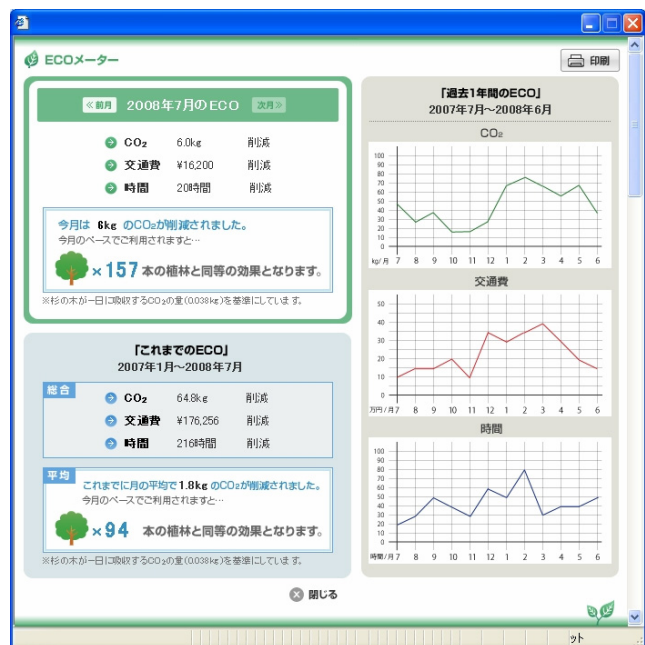 ECOメーター
印刷
≪前月 2008年7月のECO 次月≫
CO₂ 6.0kg 削減
交通費 ¥16,200 削減
時間 20時間 削減
今月は 6kg のCO₂が削減されました。
今月のペースでご利用されますと…
×157本の植林と同等の効果となります。
※杉の木が一日に吸収するCO₂の量(0.038kg)を基準にしています。
「これまでのECO」
2007年1月～2008年7月
総合
CO₂ 64.8kg 削減
交通費 ¥176,256 削減
時間 216時間 削減
平均
これまでに月の平均で1.8kg のCO₂が削減されました。
今月のペースでご利用されますと…
×94 本の植林と同等の効果となります。
※杉の木が一日に吸収するCO₂の量(0.038kg)を基準にしています。
「過去1年間のECO」
2007年7月～2008年6月
CO₂
100
90
80
70
60
50
40
30
20
10
0
kg/月 7 8 9 10 11 12 1 2 3 4 5 6
交通費
50
40
30
20
10
0
万円/月 7 8 9 10 11 12 1 2 3 4 5 6
時間
100
90
80
70
60
50
40
30
20
10
0
時間/月 7 8 9 10 11 12 1 2 3 4 5 6
閉じる
ット